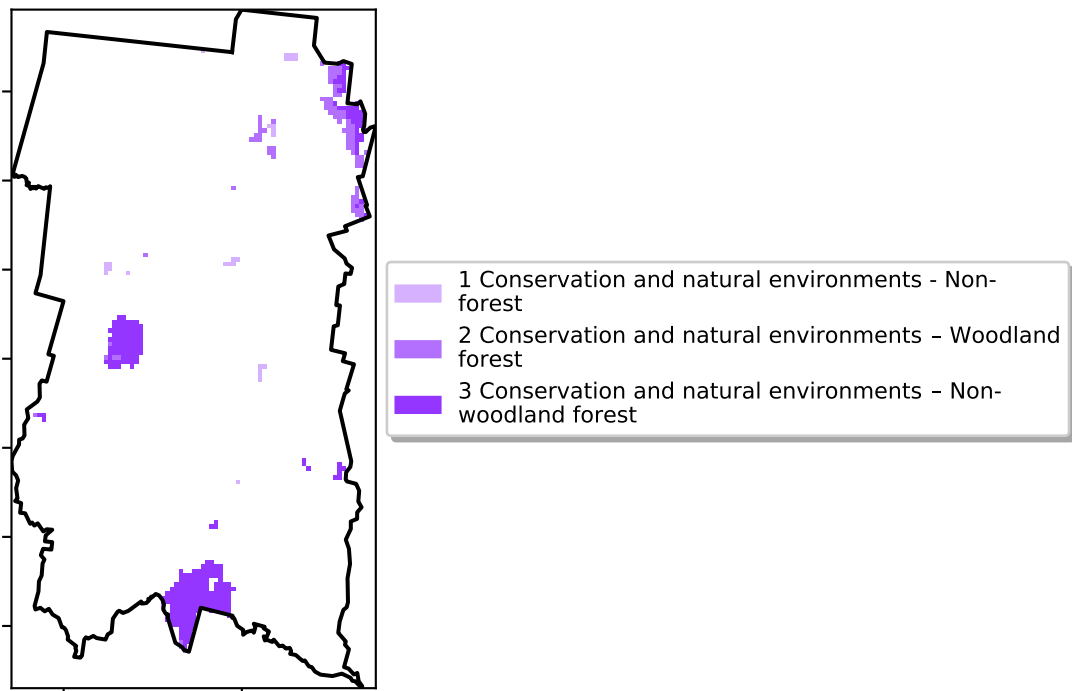 1 Conservation and natural environments - Non-
forest
2 Conservation and natural environments – Woodland
forest
3 Conservation and natural environments – Non-
woodland forest